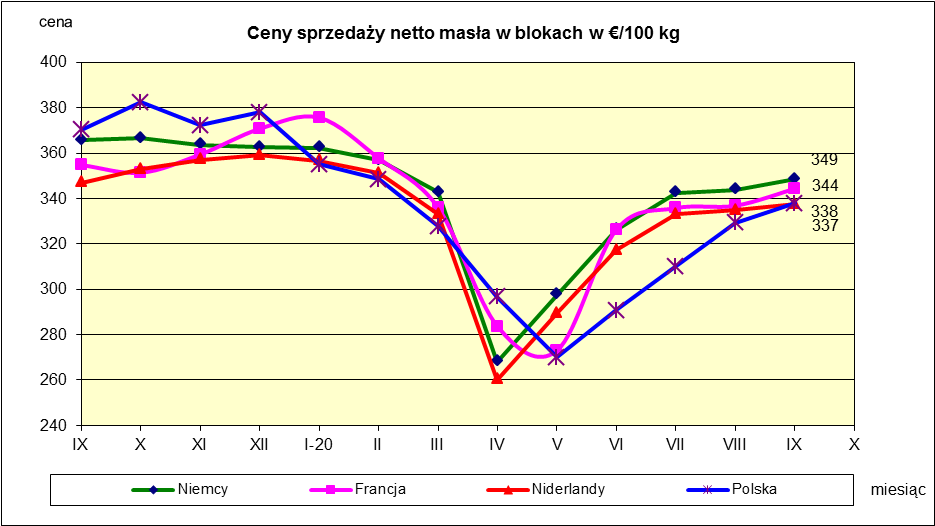 cena
Ceny sprzedaży netto masła w blokach w €/100 kg
400
380
360
340
320
300
280
260
240
349
344
338
337
IX X XI XII I-20 II III IV V VI VII VIII IX X
Niemcy Francja Niderlandy Polska
miesiąc